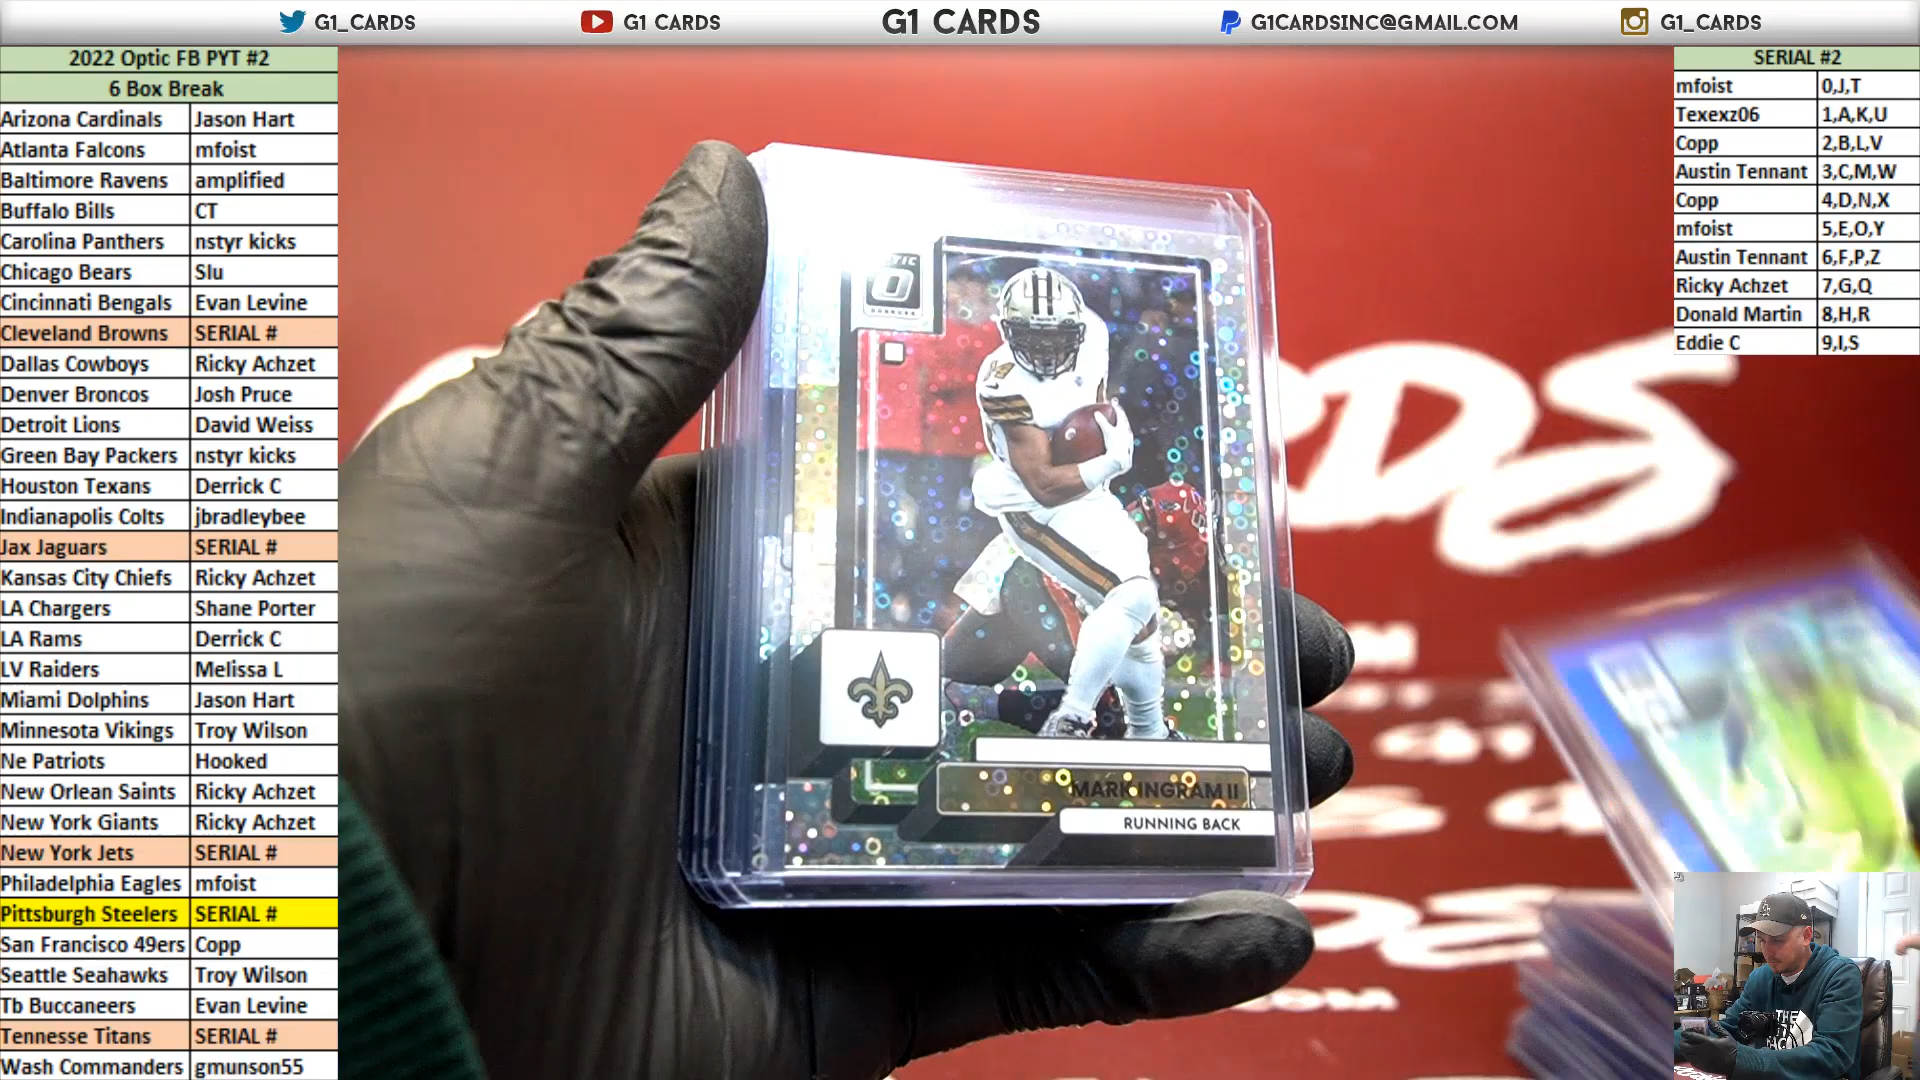 G1_CARDS G1 CARDS G1 CARDS G1CARDSINC@GMAIL.COM G1_CARDS
2022 Optic FB PYT #2
6 Box Break
Arizona Cardinals Jason Hart
Atlanta Falcons mfoist
Baltimore Ravens amplified
Buffalo Bills CT
Carolina Panthers nstyr kicks
Chicago Bears Slu
Cincinnati Bengals Evan Levine
Cleveland Browns SERIAL #
Dallas Cowboys Ricky Achzet
Denver Broncos Josh Pruce
Detroit Lions David Weiss
Green Bay Packers nstyr kicks
Houston Texans Derrick C
Indianapolis Colts jbradleybee
Jax Jaguars SERIAL #
Kansas City Chiefs Ricky Achzet
LA Chargers Shane Porter
LA Rams Derrick C
LV Raiders Melissa L
Miami Dolphins Jason Hart
Minnesota Vikings Troy Wilson
Ne Patriots Hooked
New Orlean Saints Ricky Achzet
New York Giants Ricky Achzet
New York Jets SERIAL #
Philadelphia Eagles mfoist
Pittsburgh Steelers SERIAL #
San Francisco 49ers Copp
Seattle Seahawks Troy Wilson
Tb Buccaneers Evan Levine
Tennesse Titans SERIAL #
Wash Commanders gmunson55
SERIAL #2
mfoist 0,J,T
Texexz06 1,A,K,U
Copp 2,B,L,V
Austin Tennant 3,C,M,W
Copp 4,D,N,X
mfoist 5,E,O,Y
Austin Tennant 6,F,P,Z
Ricky Achzet 7,G,Q
Donald Martin 8,H,R
Eddie C 9,I,S
MARK INGRAM II
RUNNING BACK